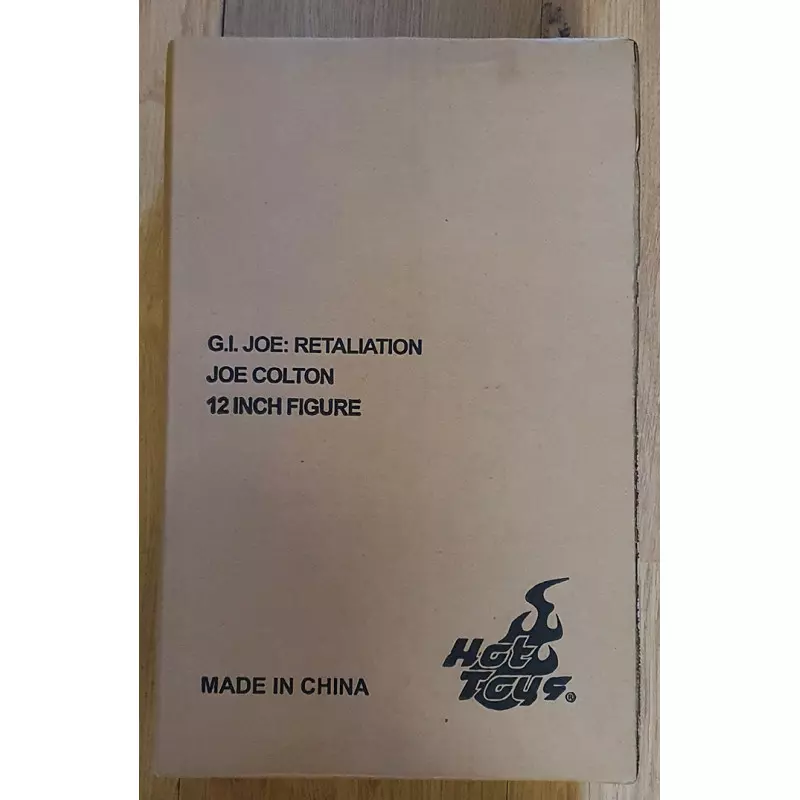 G.I. JOE: RETALIATION
JOE COLTON
12 INCH FIGURE
MADE IN CHINA
Hot
Toys®